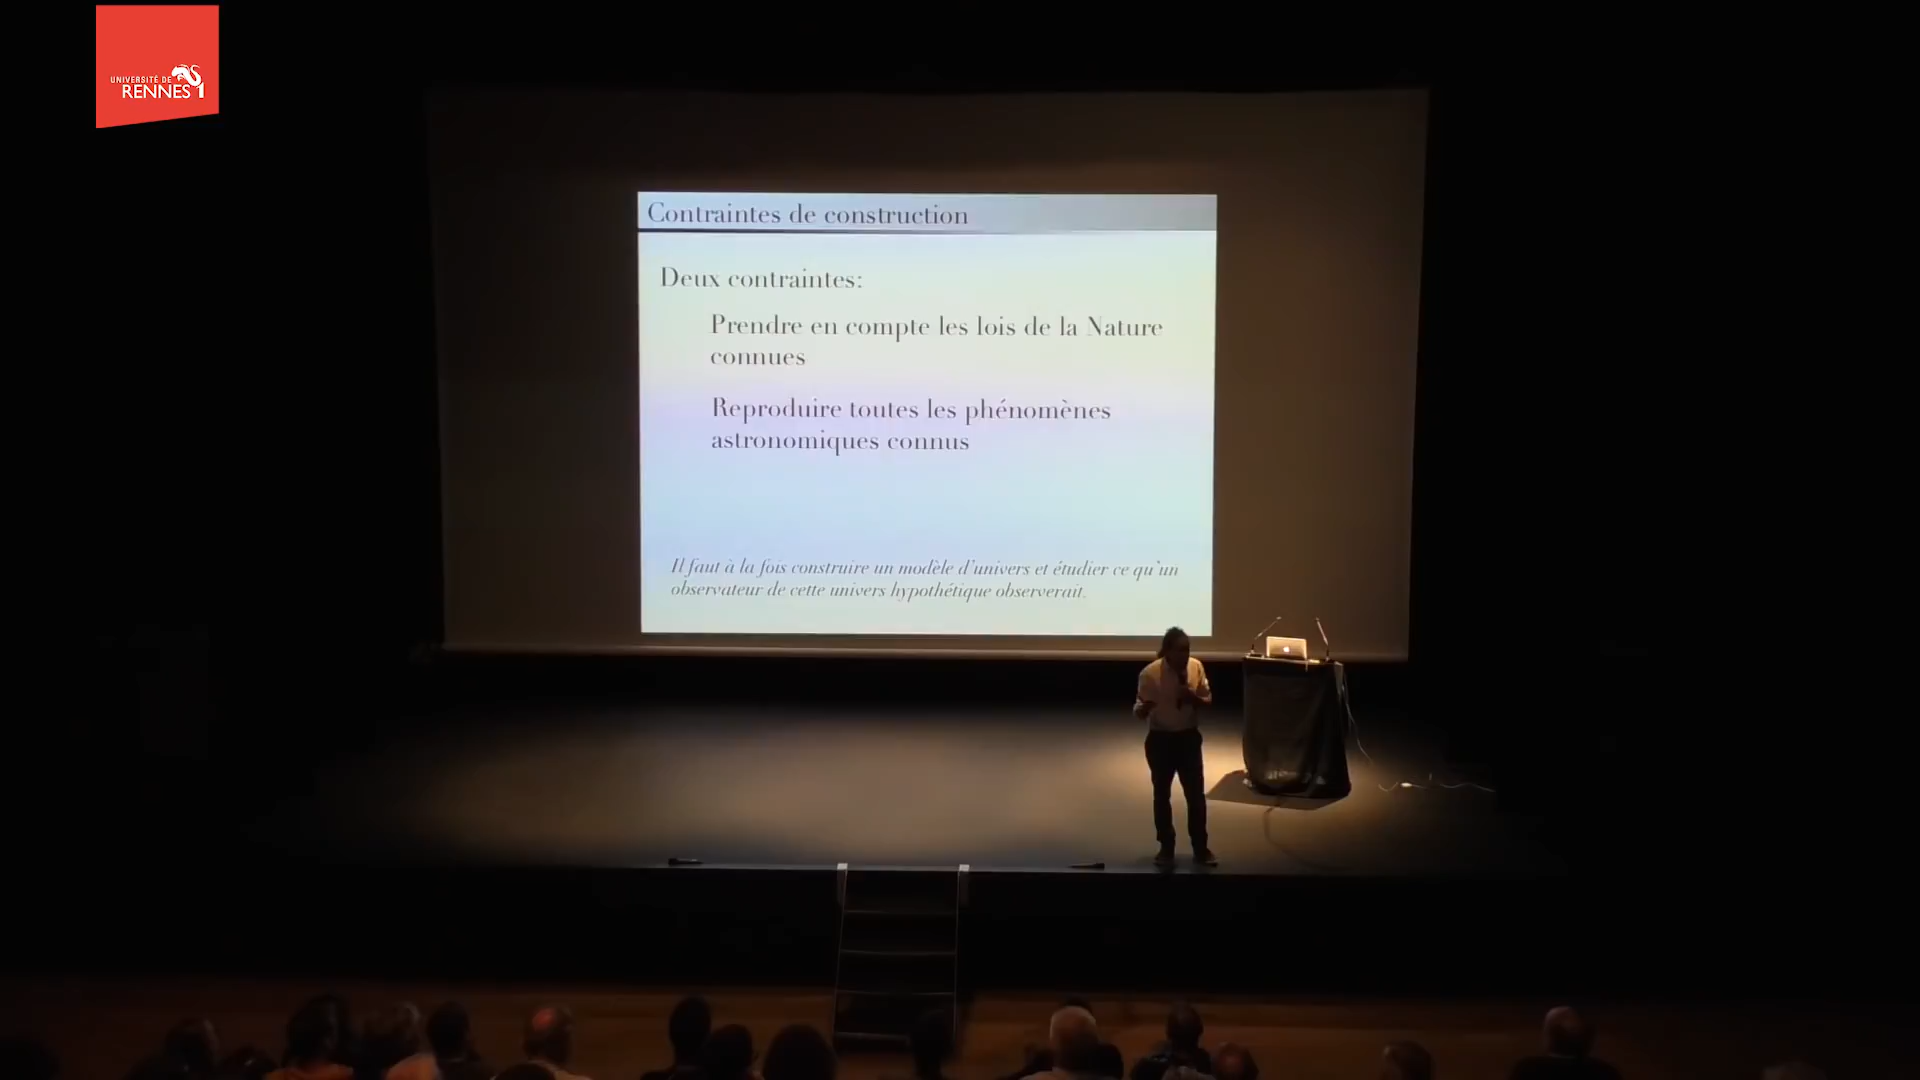 UNIVERSITÉ DE
RENNES 1
Contraintes de construction
Deux contraintes:
Prendre en compte les lois de la Nature
connues
Reproduire toutes les phénomènes
astronomiques connus
Il faut à la fois construire un modèle d'univers et étudier ce qu'un
observateur de cette univers hypothétique observerait.